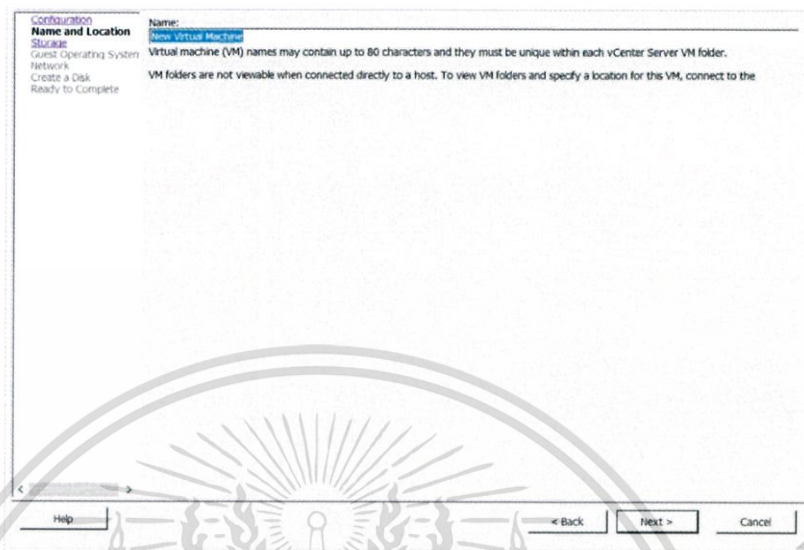 Configuration
Name and Location
Storage
Guest Operating System
Network
Create a Disk
Ready to Complete
Name:
New Virtual Machine
Virtual machine (VM) names may contain up to 80 characters and they must be unique within each vCenter Server VM folder.
VM folders are not viewable when connected directly to a host. To view VM folders and specify a location for this VM, connect to the
Help
< Back
Next >
Cancel